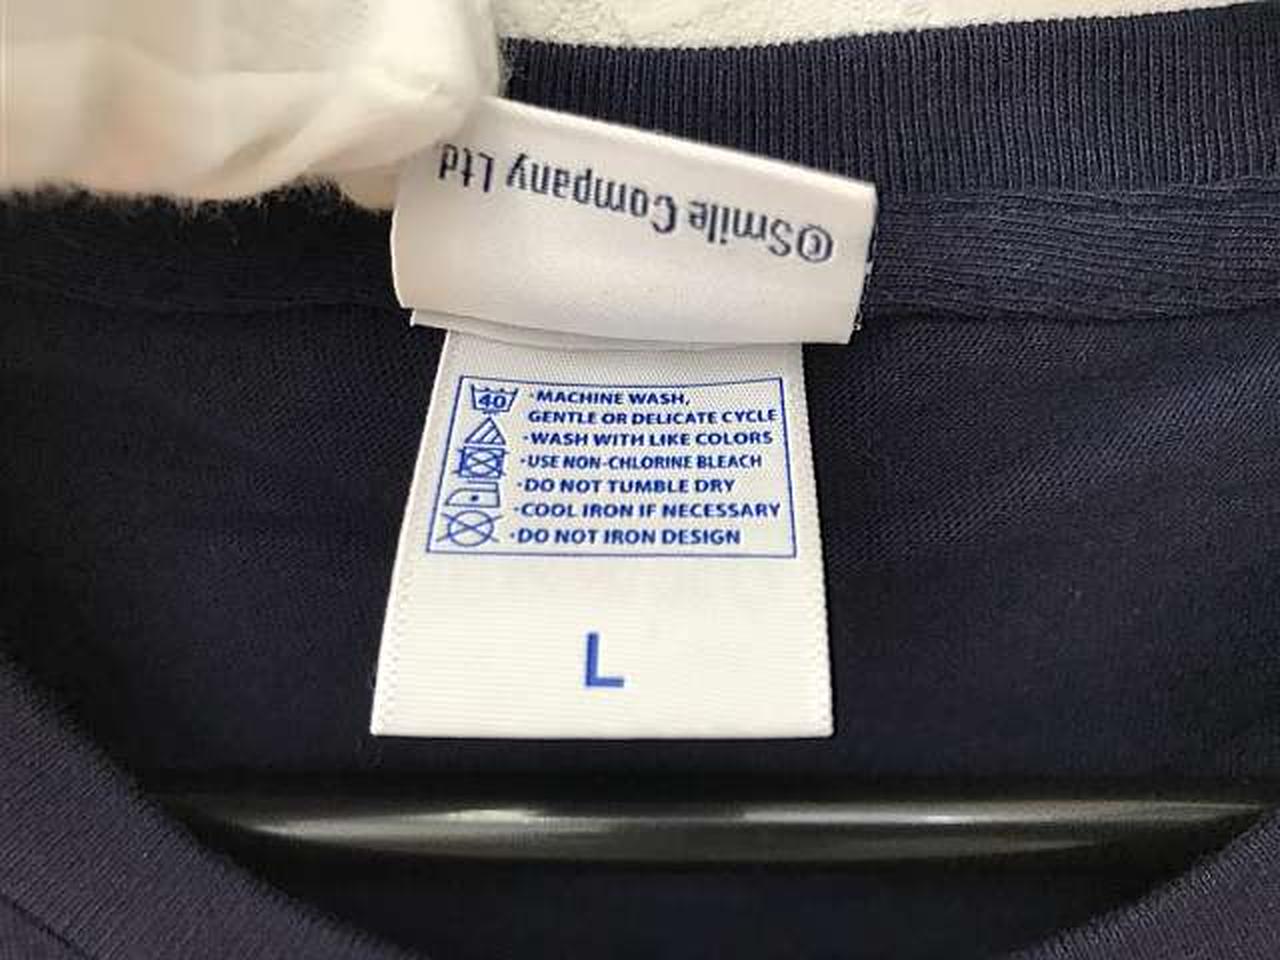 ©Smile Company Ltd.
40
·MACHINE WASH,
GENTLE OR DELICATE CYCLE
·WASH WITH LIKE COLORS
·USE NON-CHLORINE BLEACH
·DO NOT TUMBLE DRY
·COOL IRON IF NECESSARY
·DO NOT IRON DESIGN
L